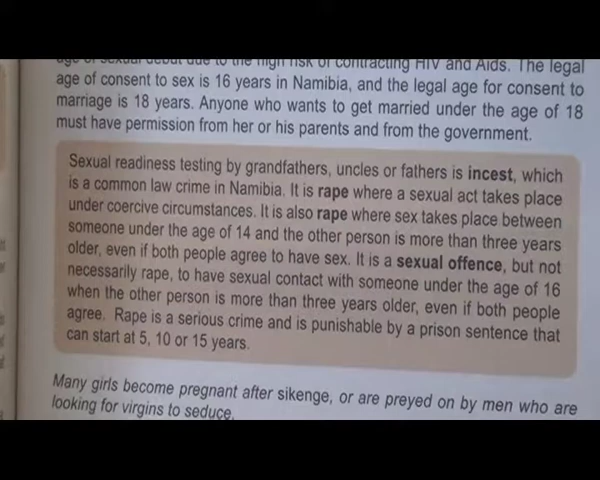 age of sexual debut due to the high risk of contracting HIV and Aids. The legal
age of consent to sex is 16 years in Namibia, and the legal age for consent to
marriage is 18 years. Anyone who wants to get married under the age of 18
must have permission from her or his parents and from the government.
Sexual readiness testing by grandfathers, uncles or fathers is incest, which
is a common law crime in Namibia. It is rape where a sexual act takes place
under coercive circumstances. It is also rape where sex takes place between
someone under the age of 14 and the other person is more than three years
older, even if both people agree to have sex. It is a sexual offence, but not
necessarily rape, to have sexual contact with someone under the age of 16
when the other person is more than three years older, even if both people
agree. Rape is a serious crime and is punishable by a prison sentence that
can start at 5, 10 or 15 years.
Many girls become pregnant after sikenge, or are preyed on by men who are
looking for virgins to seduce.